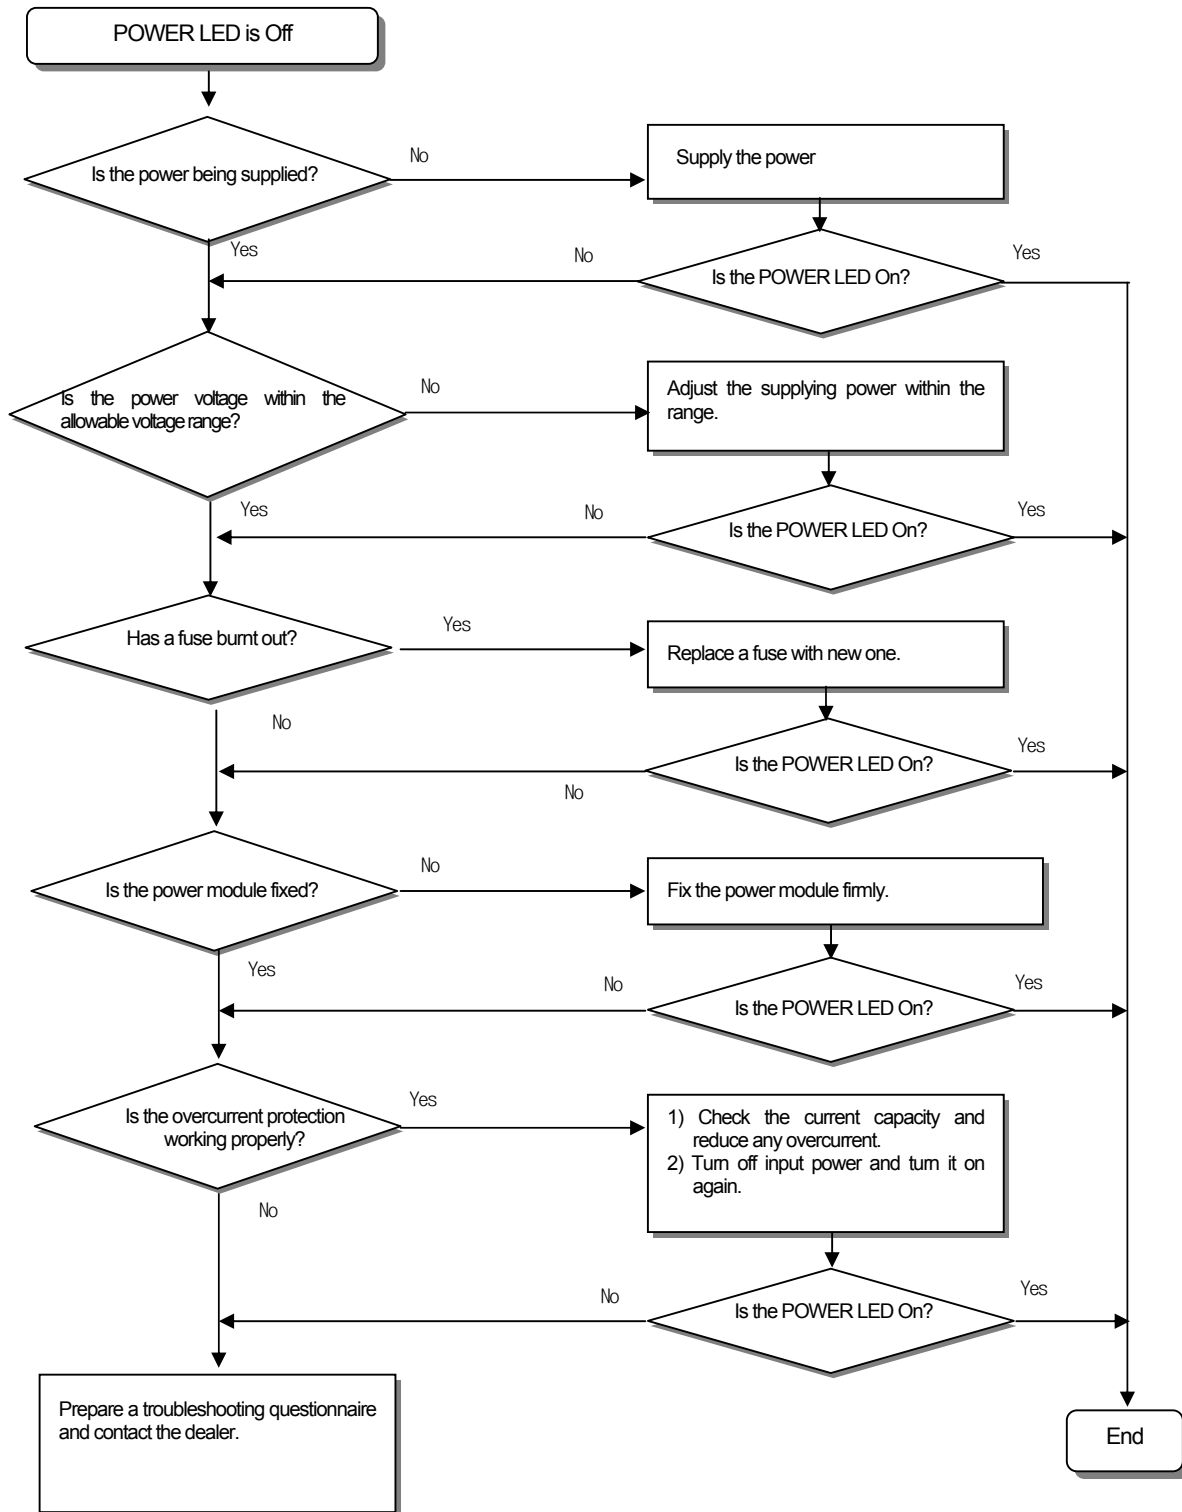 POWER LED is Off
Is the power being supplied?
No
Supply the power
Yes
No
Is the POWER LED On?
Yes
Is the power voltage within the
allowable voltage range?
No
Adjust the supplying power within the
range.
Yes
No
Is the POWER LED On?
Yes
Has a fuse burnt out?
Yes
Replace a fuse with new one.
No
No
Is the POWER LED On?
Yes
Is the power module fixed?
No
Fix the power module firmly.
Yes
No
Is the POWER LED On?
Yes
Is the overcurrent protection
working properly?
Yes
1) Check the current capacity and
reduce any overcurrent.
2) Turn off input power and turn it on
again.
No
No
Is the POWER LED On?
Yes
Prepare a troubleshooting questionnaire
and contact the dealer.
End